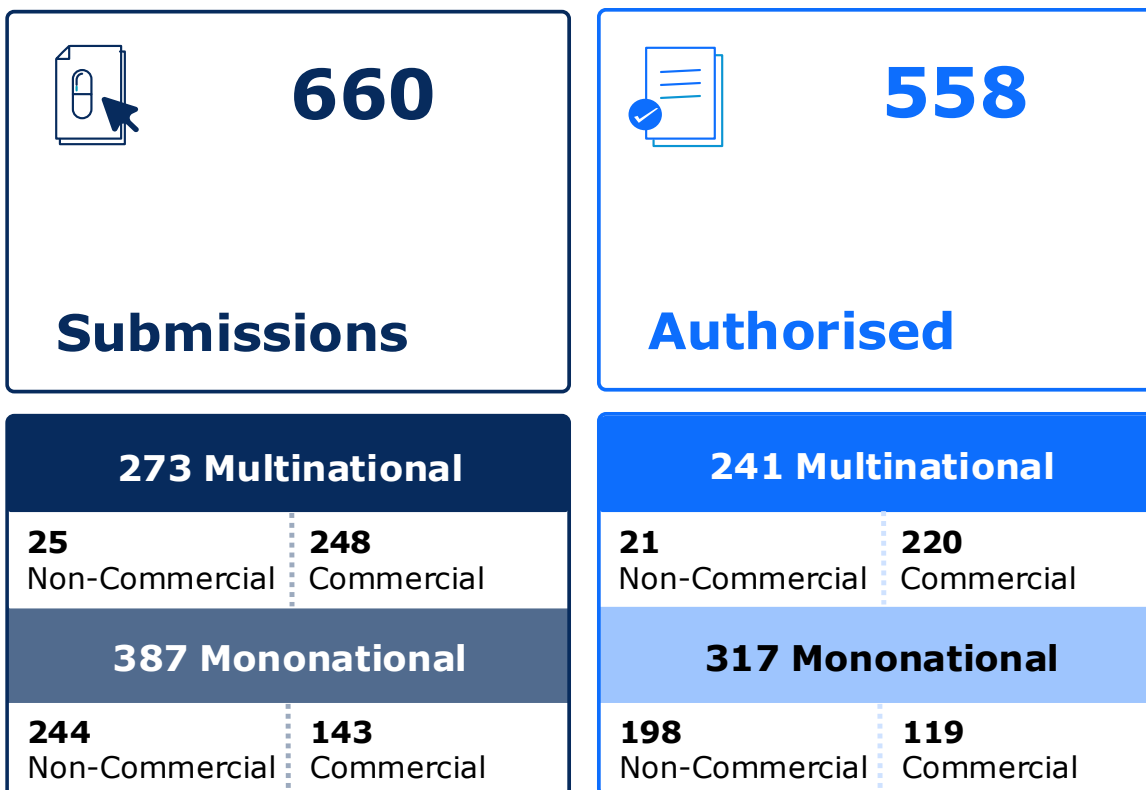 660
Submissions
273 Multinational
25
Non-Commercial
248
Commercial
387 Mononational
244
Non-Commercial
143
Commercial
558
Authorised
241 Multinational
21
Non-Commercial
220
Commercial
317 Mononational
198
Non-Commercial
119
Commercial